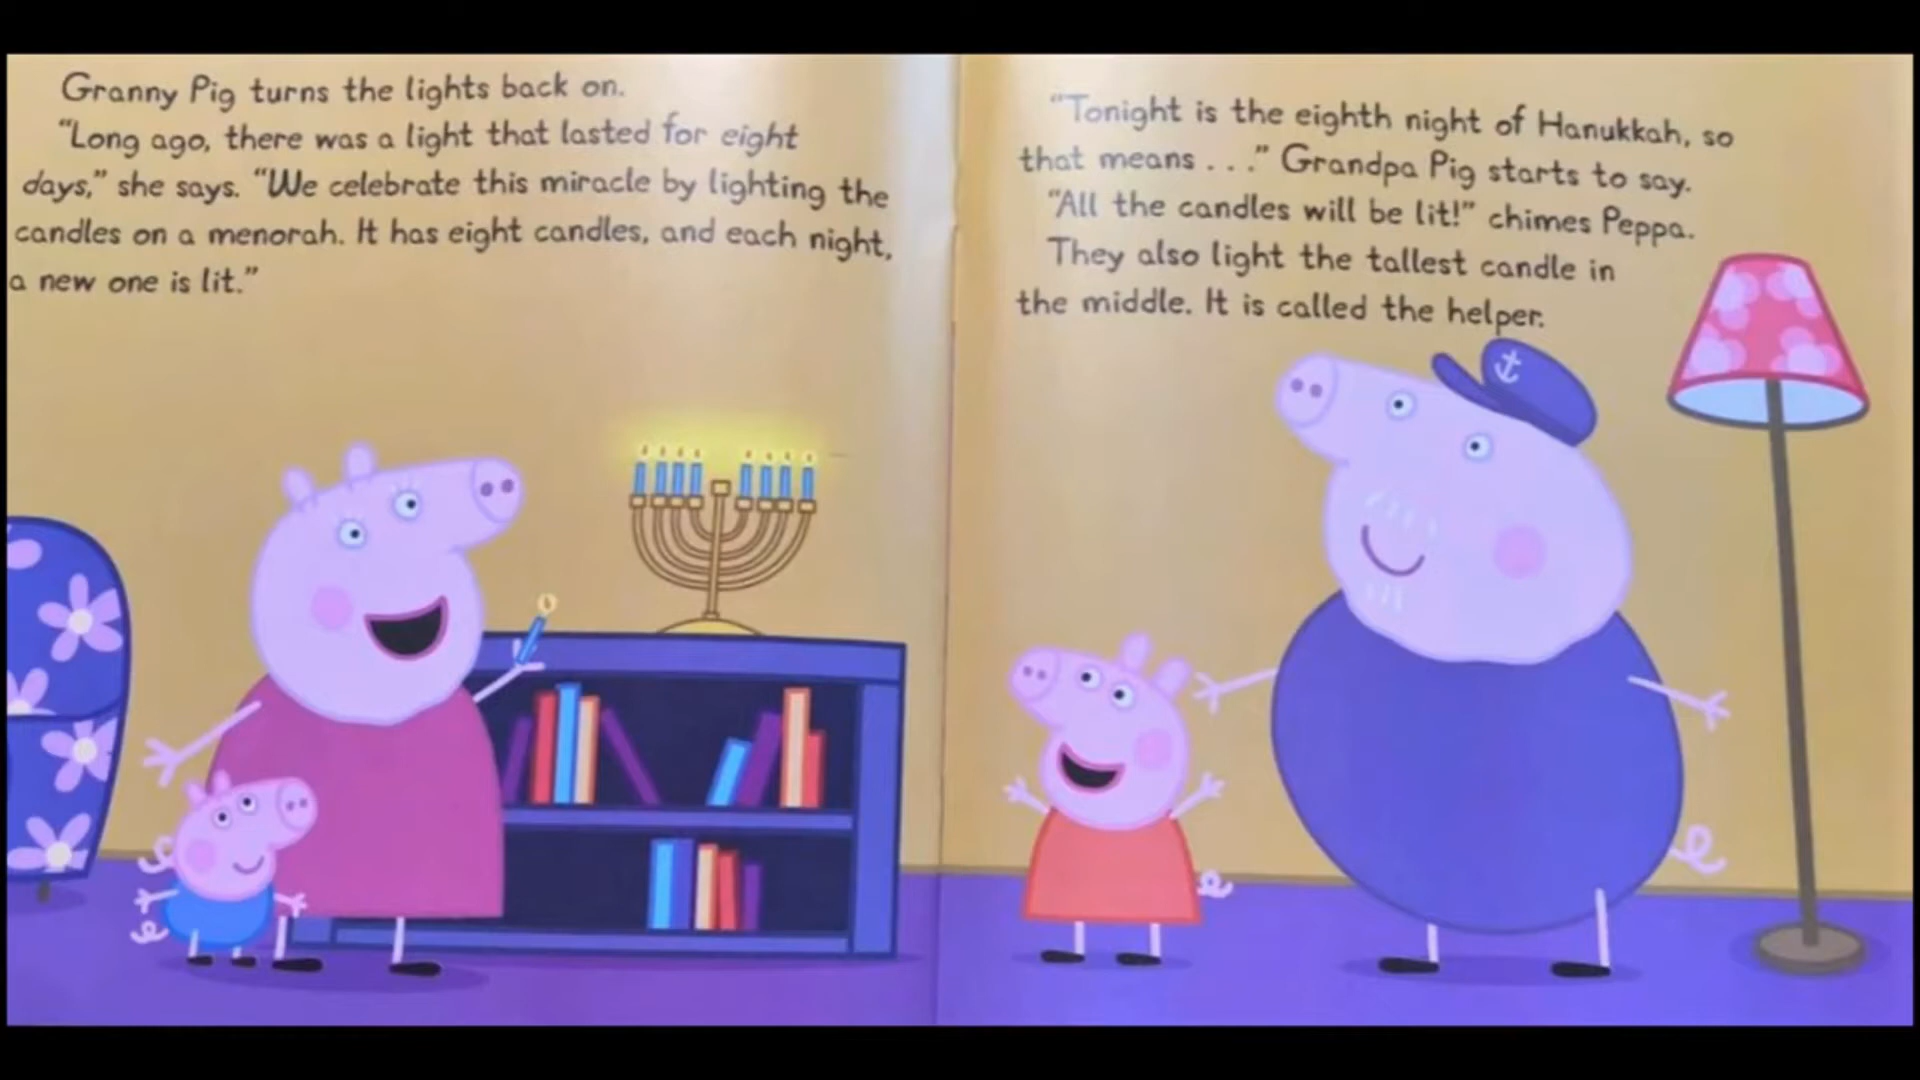 Granny Pig turns the lights back on.
“Long ago, there was a light that lasted for eight
days,” she says. “We celebrate this miracle by lighting the
candles on a menorah. It has eight candles, and each night,
a new one is lit.”
“Tonight is the eighth night of Hanukkah, so
that means . . .” Grandpa Pig starts to say.
“All the candles will be lit!” chimes Peppa.
They also light the tallest candle in
the middle. It is called the helper.